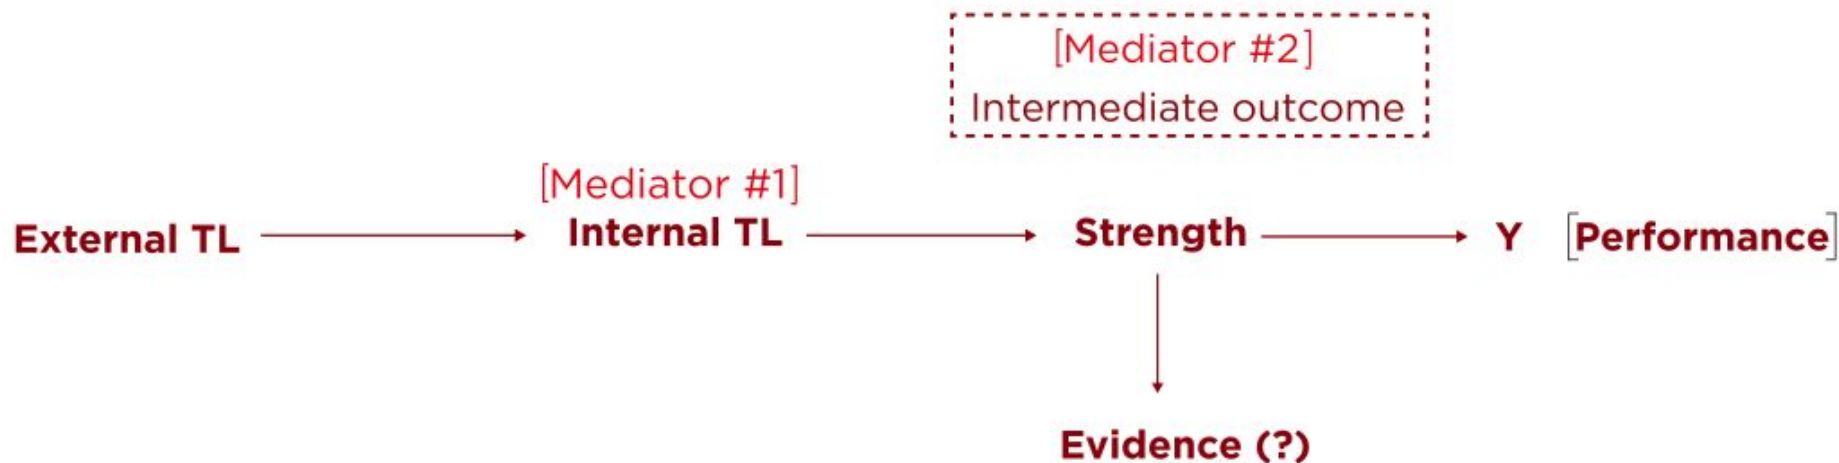 [Mediator #2]
Intermediate outcome
[Mediator #1]
External TL
Internal TL
Strength
Y [Performance]
Evidence (?)